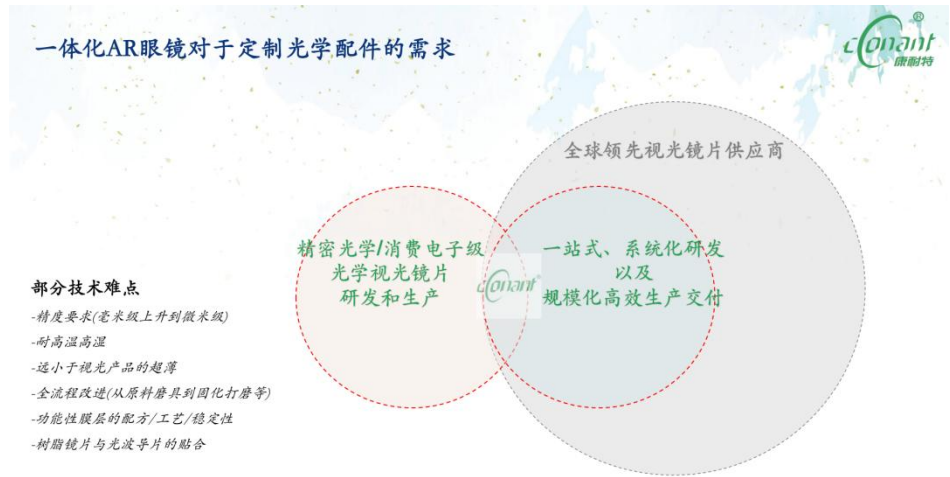 一体化AR眼镜对于定制光学配件的需求
conant
®
康耐特
全球领先视光镜片供应商
精密光学/消费电子级
光学视光镜片
研发和生产
conant
一站式、系统化研发
以及
规模化高效生产交付
部分技术难点
-精度要求(毫米级上升到微米级)
-耐高温高湿
-远小于视光产品的超薄
-全流程改进(从原料磨具到固化打磨等)
-功能性膜层的配方/工艺/稳定性
-树脂镜片与光波导片的贴合